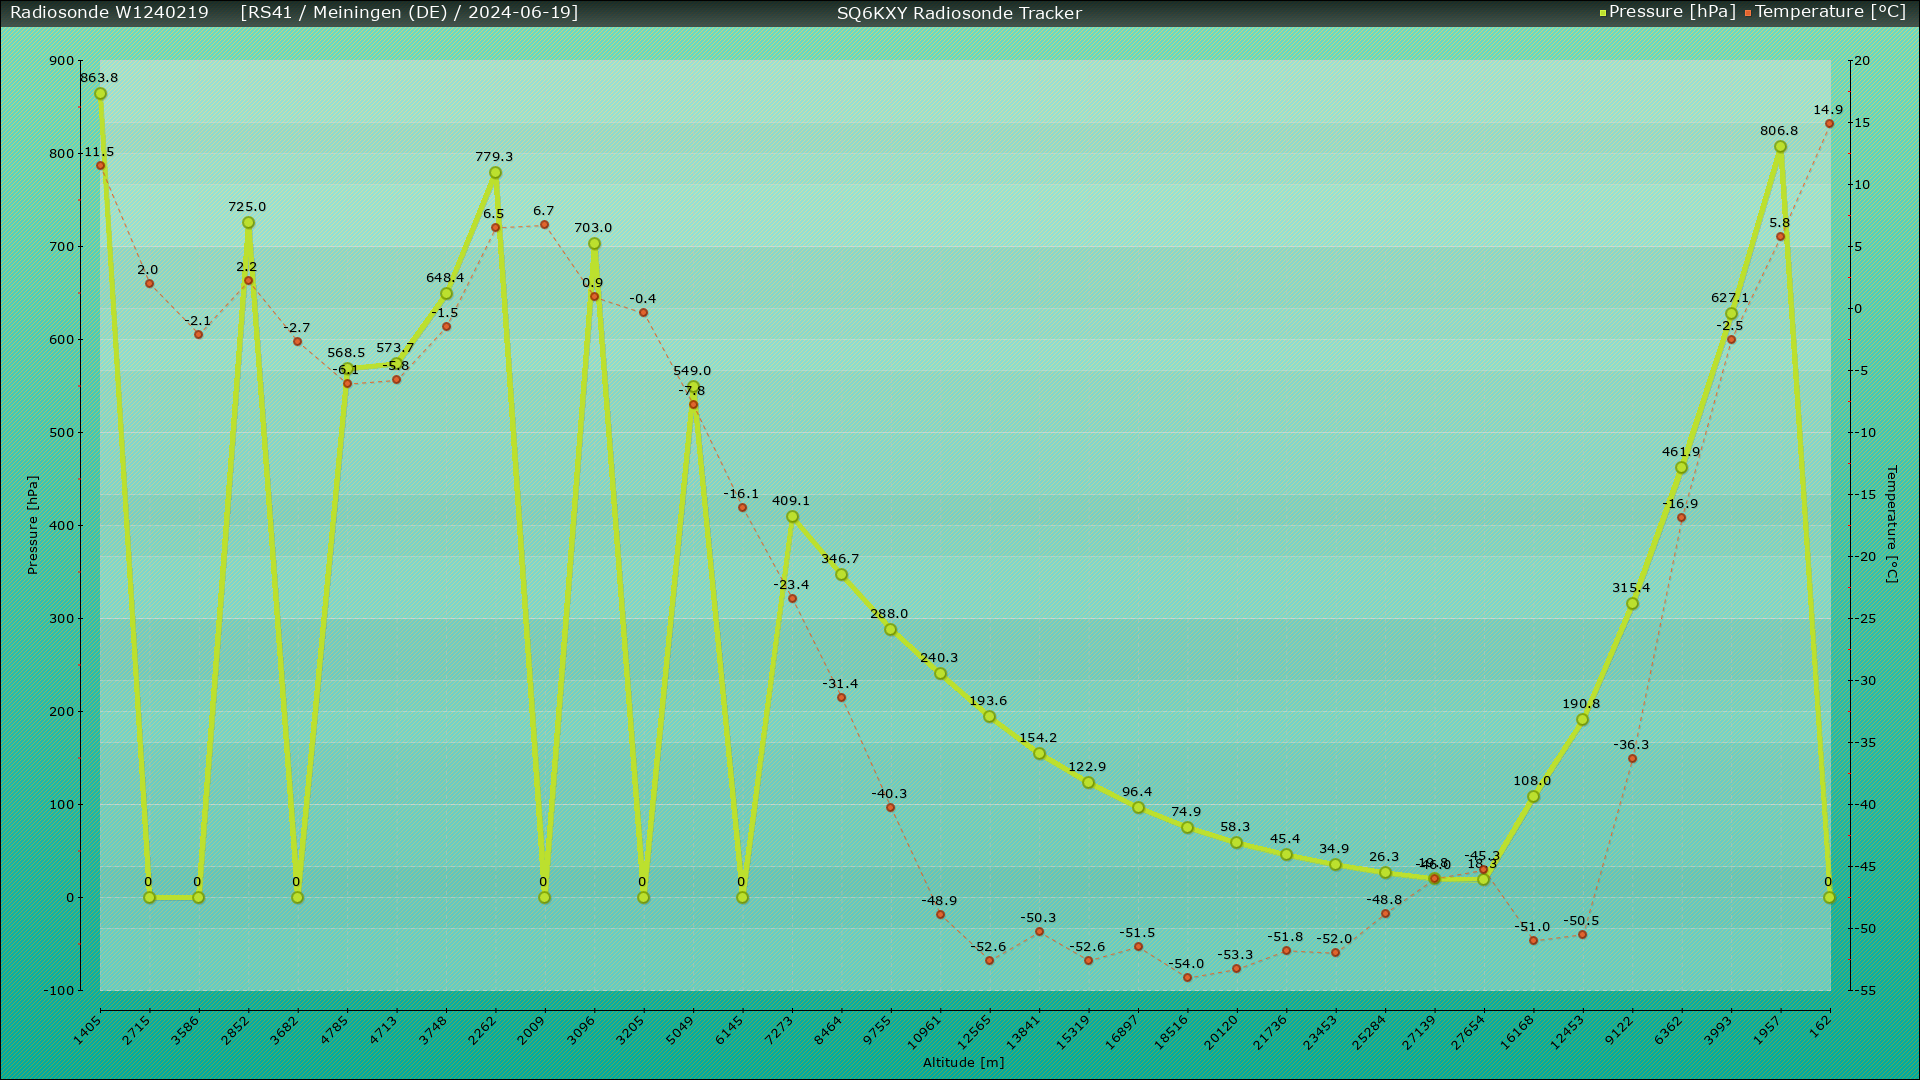 Radiosonde W1240219 [RS41 / Meiningen (DE) / 2024-06-19] SQ6KXY Radiosonde Tracker Pressure [hPa] Temperature [ºC]
900 800 700 600 500 400 300 200 100 0 -100
Pressure [hPa]
863.8 0 0 725.0 0 568.5 573.7 648.4 779.3 0 703.0 0 549.0 0 409.1 346.7 288.0 240.3 193.6 154.2 122.9 96.4 74.9 58.3 45.4 34.9 26.3 18.3 108.0 190.8 315.4 461.9 627.1 806.8 0
11.5 2.0 -2.1 2.2 -2.7 -6.1 -5.8 -1.5 6.5 6.7 0.9 -0.4 -7.8 -16.1 -23.4 -31.4 -40.3 -48.9 -52.6 -50.3 -52.6 -51.5 -54.0 -53.3 -51.8 -52.0 -48.8 -46.0 -45.3 -51.0 -50.5 -36.3 -16.9 -2.5 5.8 14.9
20 15 10 5 0 -5 -10 -15 -20 -25 -30 -35 -40 -45 -50 -55
Temperature [ºC]
1405 2715 3586 2852 3682 4785 4713 3748 2262 2009 3096 3205 5049 6145 7273 8464 9755 10961 12565 13841 15319 16897 18516 20120 21736 23453 25284 27139 27654 16168 12453 9122 6362 3993 1957 162
Altitude [m]